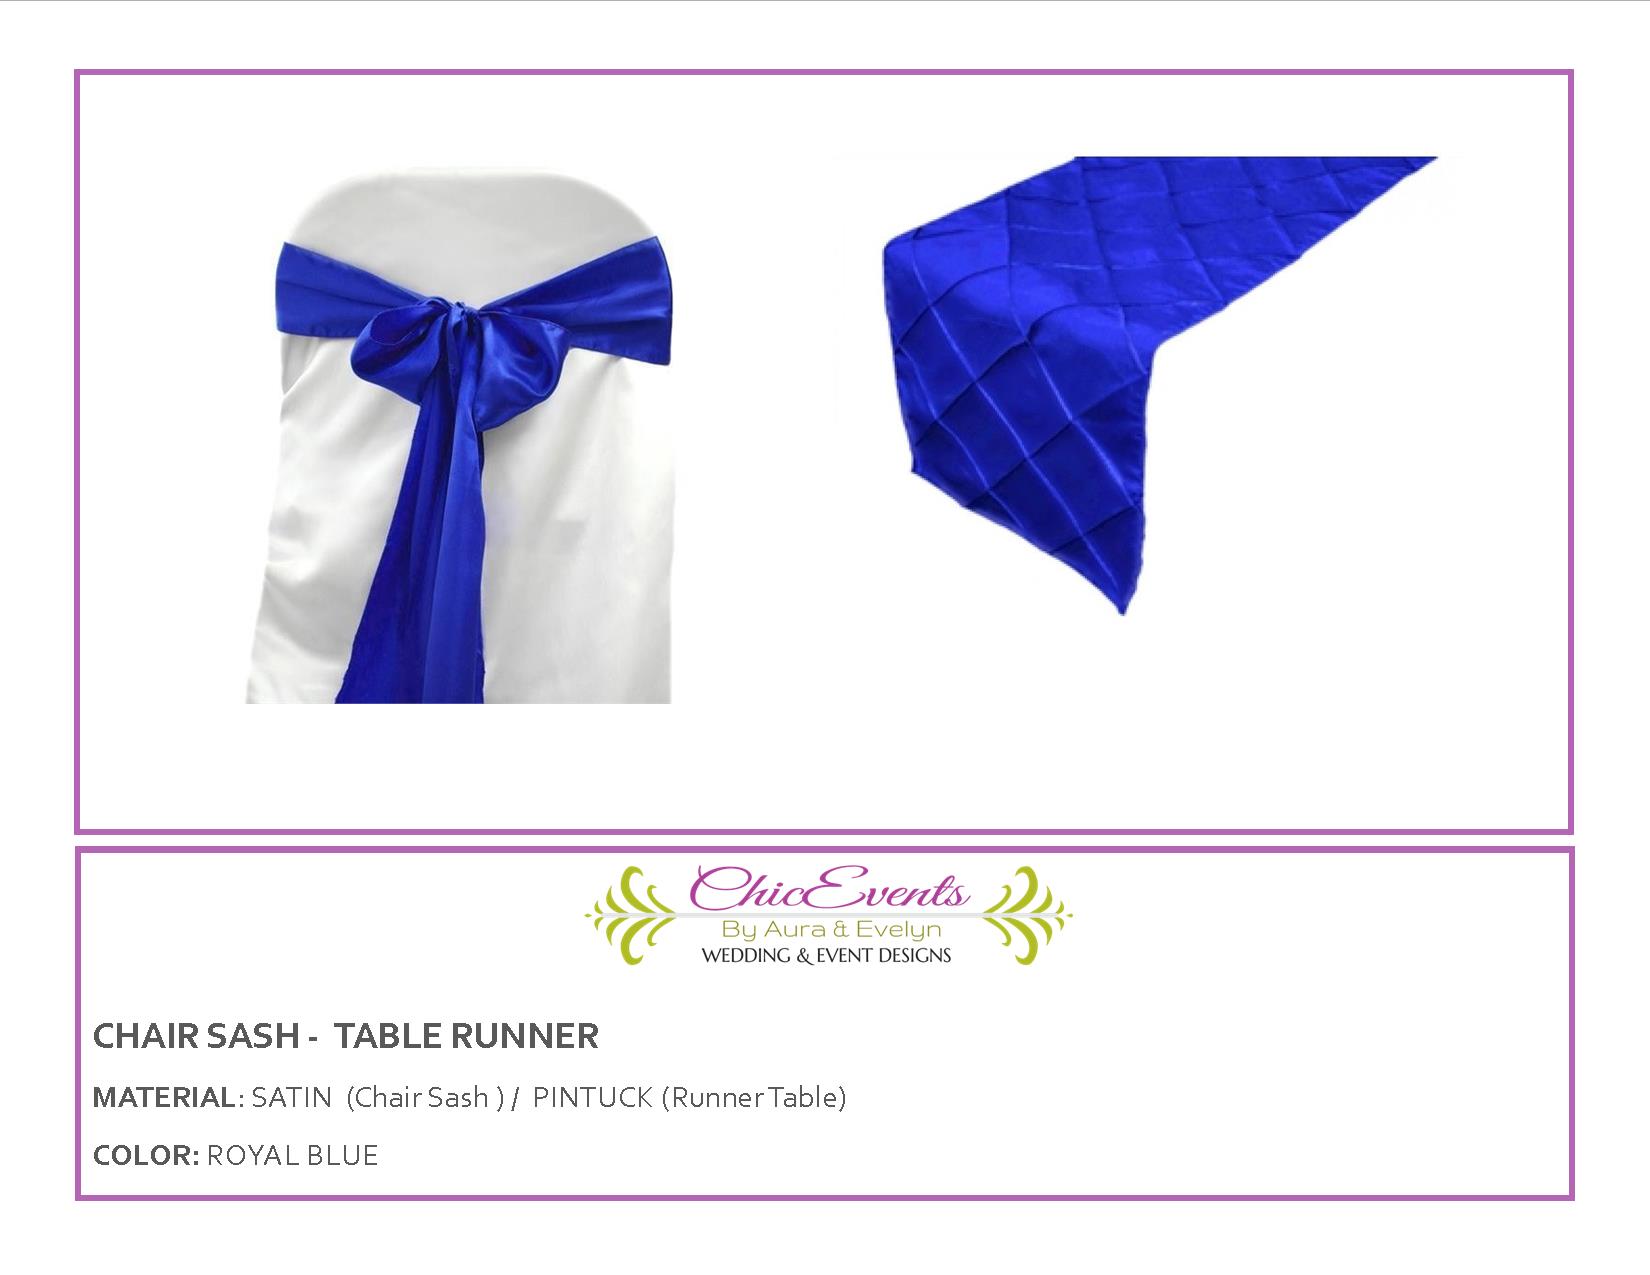 ChicEvents
By Aura & Evelyn
WEDDING & EVENT DESIGNS
CHAIR SASH -  TABLE RUNNER
MATERIAL: SATIN  (Chair Sash ) /  PINTUCK (Runner Table)
COLOR: ROYAL BLUE